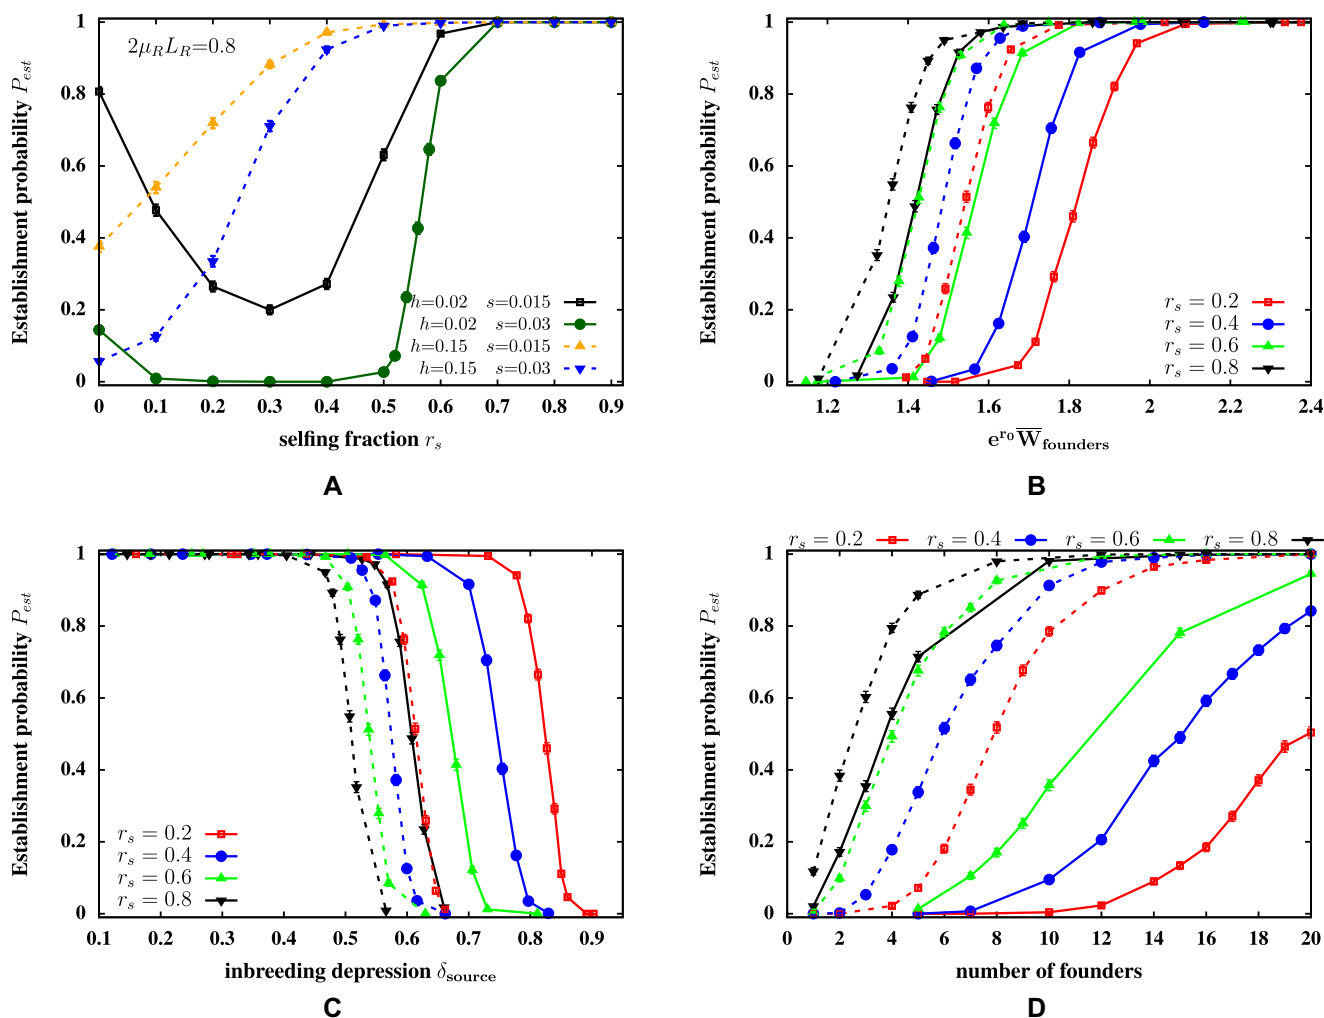 Establishment probability P_est
1
0.8
0.6
0.4
0.2
0
2μ_R L_R=0.8
h=0.02 s=0.015
h=0.02 s=0.03
h=0.15 s=0.015
h=0.15 s=0.03
0 0.1 0.2 0.3 0.4 0.5 0.6 0.7 0.8 0.9
selfing fraction r_s
A
Establishment probability P_est
1
0.8
0.6
0.4
0.2
0
r_s = 0.2
r_s = 0.4
r_s = 0.6
r_s = 0.8
1.2 1.4 1.6 1.8 2 2.2 2.4
e^{r_0} W̅_founders
B
Establishment probability P_est
1
0.8
0.6
0.4
0.2
0
r_s = 0.2
r_s = 0.4
r_s = 0.6
r_s = 0.8
0.1 0.2 0.3 0.4 0.5 0.6 0.7 0.8 0.9
inbreeding depression δ_source
C
r_s = 0.2 r_s = 0.4 r_s = 0.6 r_s = 0.8
Establishment probability P_est
1
0.8
0.6
0.4
0.2
0
0 2 4 6 8 10 12 14 16 18 20
number of founders
D